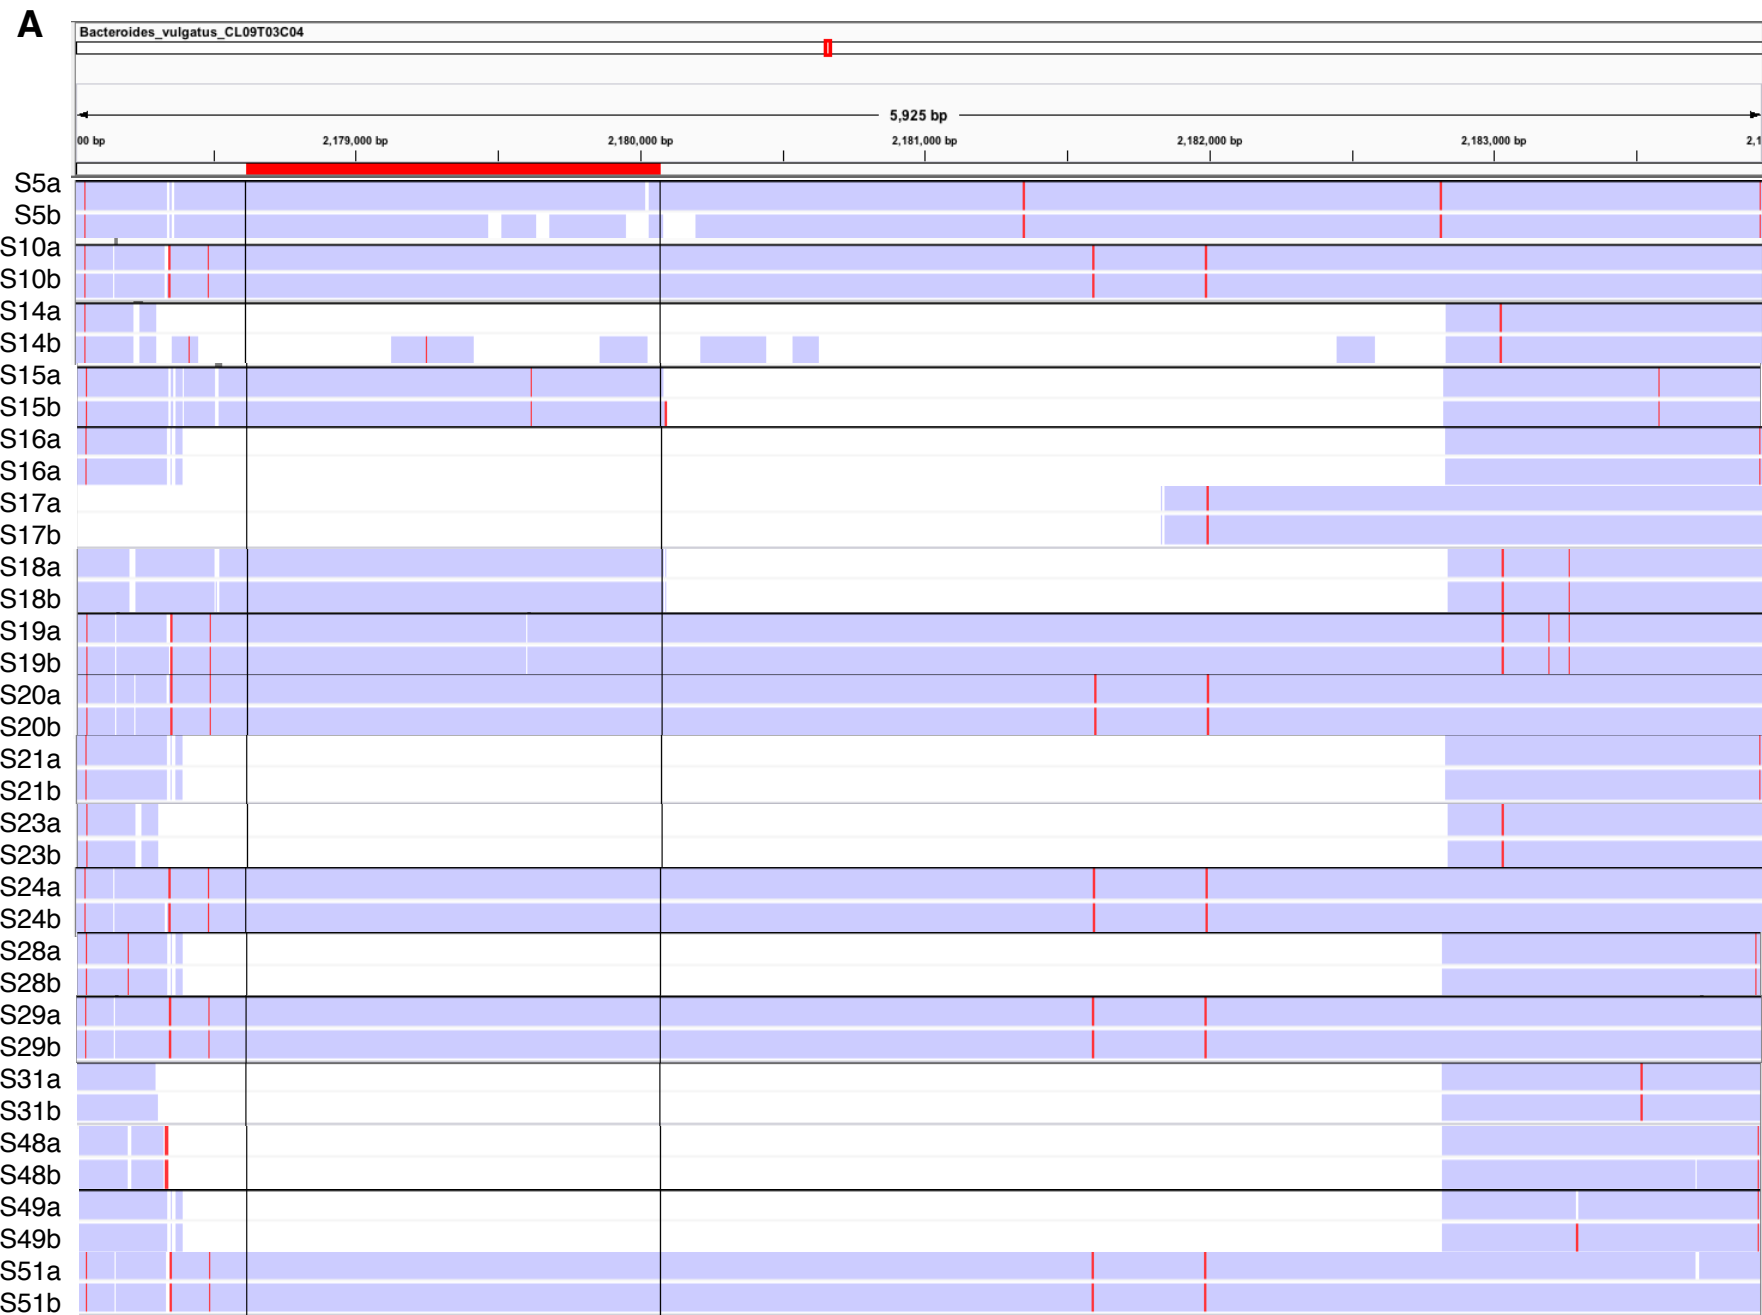 A
Bacteroides_vulgatus_CL09T03C04
5,925 bp
00 bp 2,179,000 bp 2,180,000 bp 2,181,000 bp 2,182,000 bp 2,183,000 bp 2,1
S5a
S5b
S10a
S10b
S14a
S14b
S15a
S15b
S16a
S16a
S17a
S17b
S18a
S18b
S19a
S19b
S20a
S20b
S21a
S21b
S23a
S23b
S24a
S24b
S28a
S28b
S29a
S29b
S31a
S31b
S48a
S48b
S49a
S49b
S51a
S51b